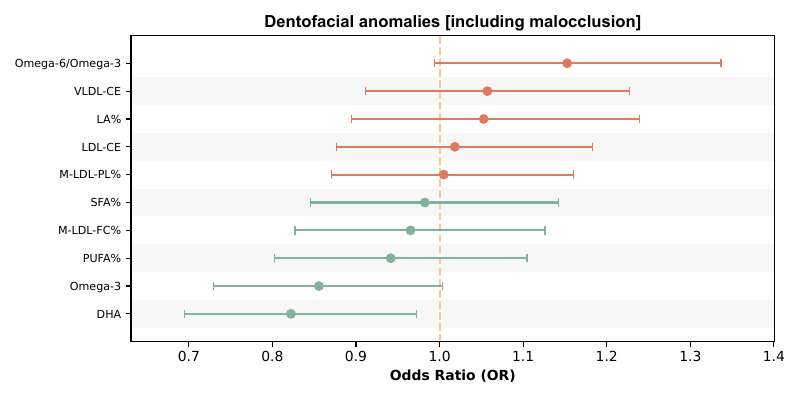 Dentofacial anomalies [including malocclusion]
Omega-6/Omega-3
VLDL-CE
LA%
LDL-CE
M-LDL-PL%
SFA%
M-LDL-FC%
PUFA%
Omega-3
DHA
0.7 0.8 0.9 1.0 1.1 1.2 1.3 1.4
Odds Ratio (OR)